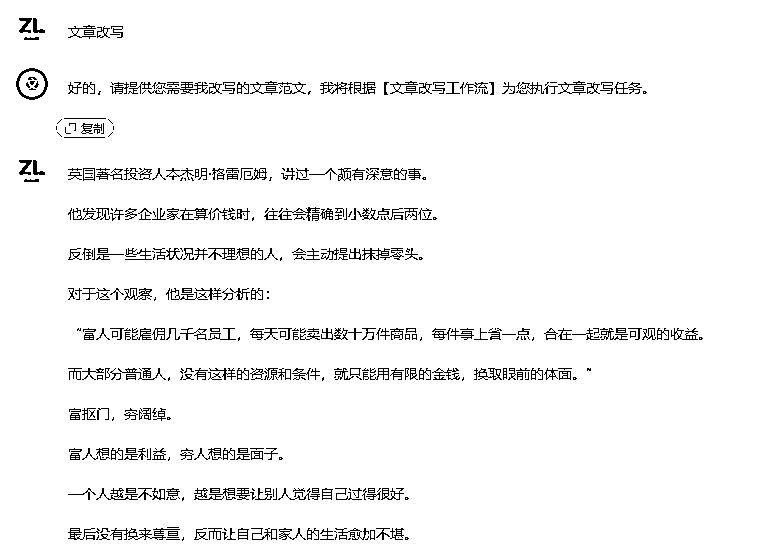 ZL 文章改写
好的，请提供您需要我改写的文章范文，我将根据【文章改写工作流】为您执行文章改写任务。
复制
ZL 英国著名投资人本杰明·格雷厄姆，讲过一个颇有深意的事。
他发现许多企业家在算价钱时，往往会精确到小数点后两位。
反倒是一些生活状况并不理想的人，会主动提出抹掉零头。
对于这个观察，他是这样分析的：
“富人可能雇佣几千名员工，每天可能卖出数十万件商品，每件事上省一点，合在一起就是可观的收益。
而大部分普通人，没有这样的资源和条件，就只能用有限的金钱，换取眼前的体面。”
富抠门，穷阔绰。
富人想的是利益，穷人想的是面子。
一个人越是不如意，越是想要让别人觉得自己过得很好。
最后没有换来尊重，反而让自己和家人的生活愈加不堪。